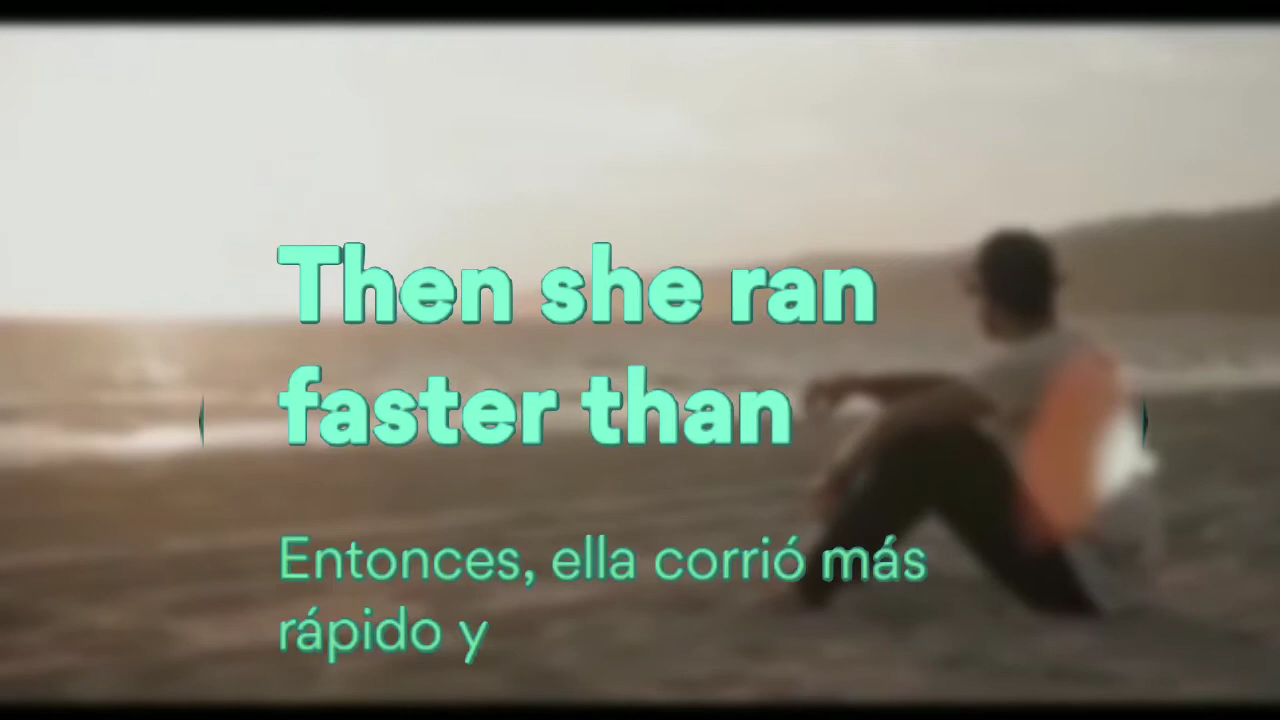 Then she ran
faster than
Entonces, ella corrió más
rápido y